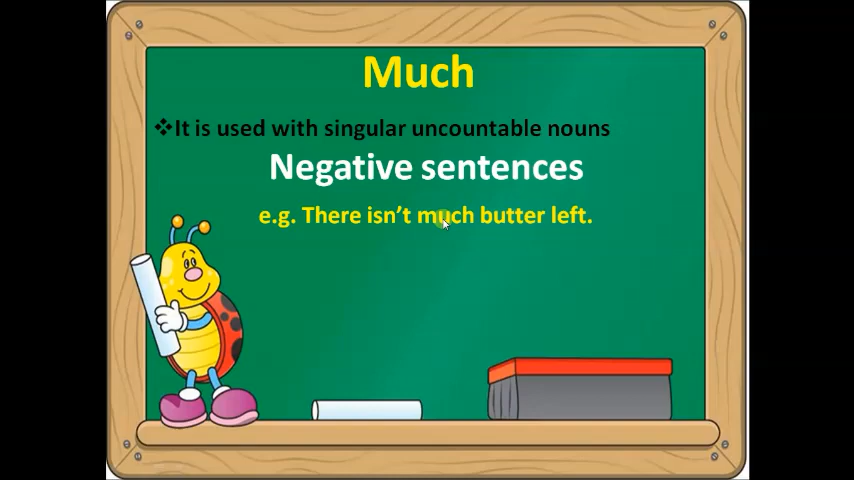 Much
❖It is used with singular uncountable nouns
Negative sentences
e.g. There isn’t much butter left.